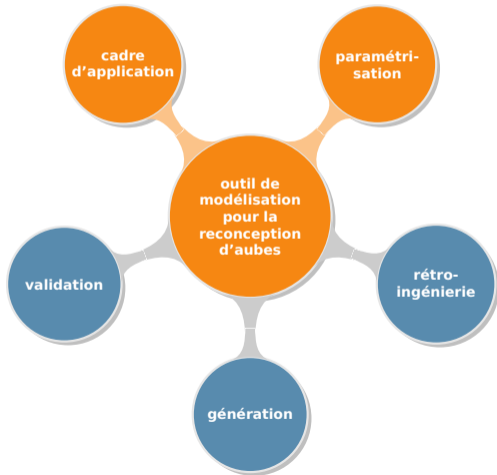 cadre
d'application
paramétri-
sation
outil de
modélisation
pour la
reconception
d'aubes
validation
rétro-
ingénierie
génération